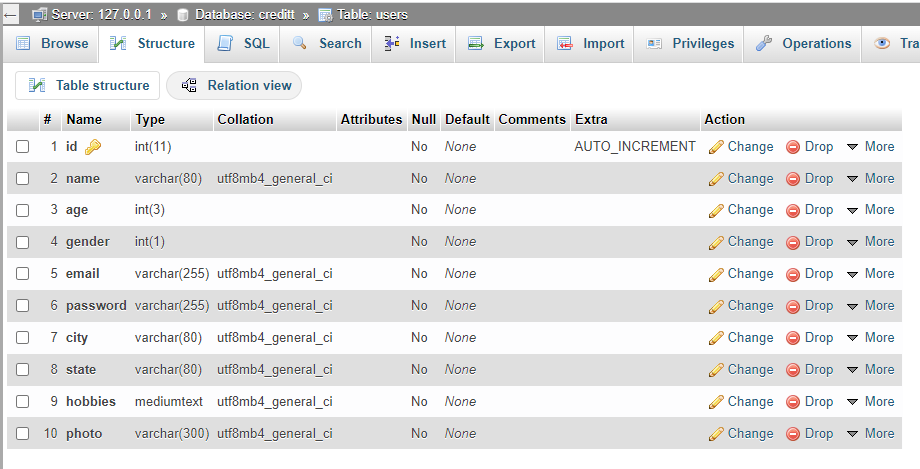 Server: 127.0.0.1 » Database: creditt » Table: users
Browse Structure SQL Search Insert Export Import Privileges Operations Tra
Table structure Relation view
# Name Type Collation Attributes Null Default Comments Extra Action
1 id int(11) No None AUTO_INCREMENT Change Drop More
2 name varchar(80) utf8mb4_general_ci No None Change Drop More
3 age int(3) No None Change Drop More
4 gender int(1) No None Change Drop More
5 email varchar(255) utf8mb4_general_ci No None Change Drop More
6 password varchar(255) utf8mb4_general_ci No None Change Drop More
7 city varchar(80) utf8mb4_general_ci No None Change Drop More
8 state varchar(80) utf8mb4_general_ci No None Change Drop More
9 hobbies mediumtext utf8mb4_general_ci No None Change Drop More
10 photo varchar(300) utf8mb4_general_ci No None Change Drop More